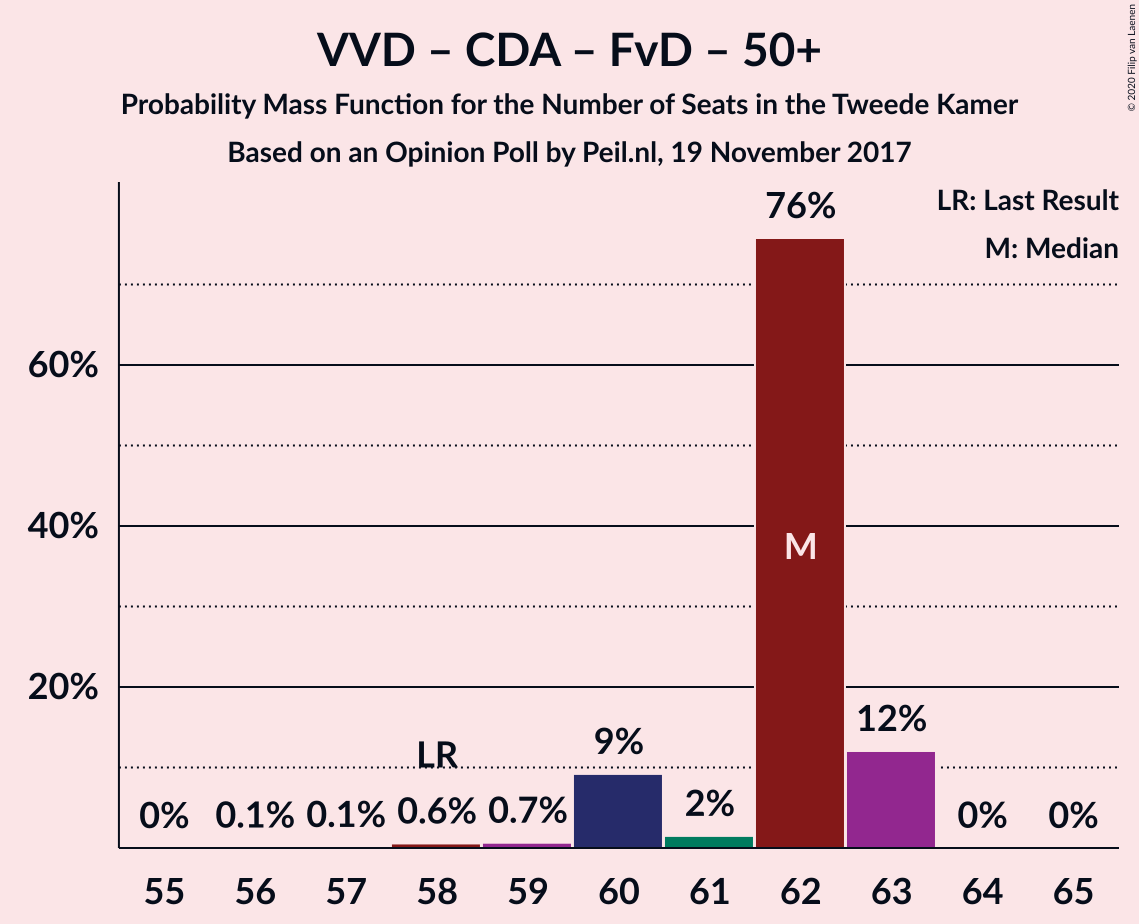 VVD – CDA – FvD – 50+
Probability Mass Function for the Number of Seats in the Tweede Kamer
Based on an Opinion Poll by Peil.nl, 19 November 2017
© 2020 Filip van Laenen
LR: Last Result
M: Median
76%
60%
40%
20%
M
LR
0% 0.1% 0.1% 0.6% 0.7% 9% 2% 12% 0% 0%
55 56 57 58 59 60 61 62 63 64 65